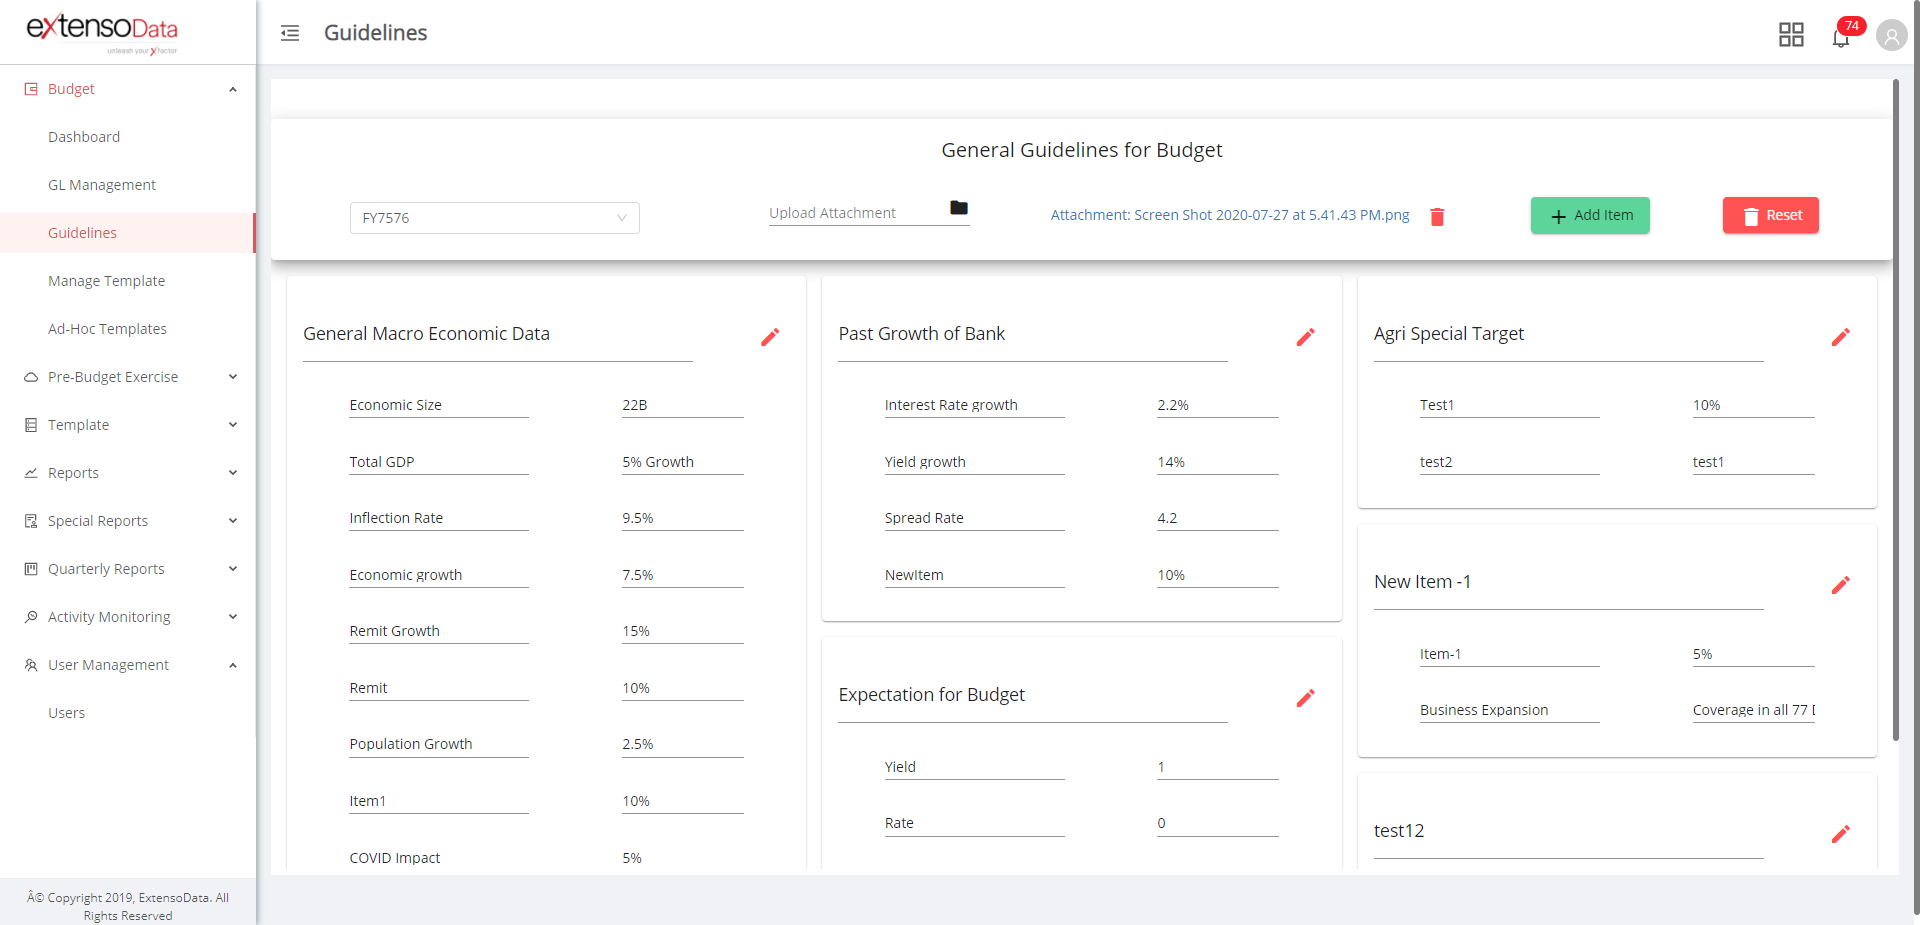 extensoData
unleash your Xfactor
Guidelines
74
Budget
Dashboard
GL Management
Guidelines
Manage Template
Ad-Hoc Templates
Pre-Budget Exercise
Template
Reports
Special Reports
Quarterly Reports
Activity Monitoring
User Management
Users
Â© Copyright 2019, ExtensoData. All
Rights Reserved
General Guidelines for Budget
FY7576
Upload Attachment
Attachment: Screen Shot 2020-07-27 at 5.41.43 PM.png
Add Item
Reset
General Macro Economic Data
Economic Size 22B
Total GDP 5% Growth
Inflection Rate 9.5%
Economic growth 7.5%
Remit Growth 15%
Remit 10%
Population Growth 2.5%
Item1 10%
COVID Impact 5%
Past Growth of Bank
Interest Rate growth 2.2%
Yield growth 14%
Spread Rate 4.2
NewItem 10%
Expectation for Budget
Yield 1
Rate 0
Agri Special Target
Test1 10%
test2 test1
New Item -1
Item-1 5%
Business Expansion Coverage in all 77
test12